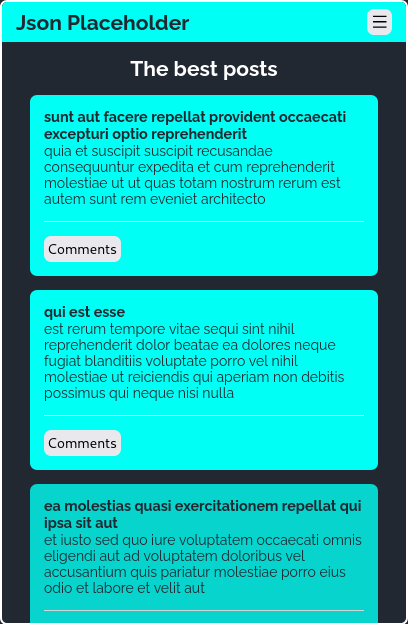 Json Placeholder
The best posts
sunt aut facere repellat provident occaecati
excepturi optio reprehenderit
quia et suscipit suscipit recusandae
consequuntur expedita et cum reprehenderit
molestiae ut ut quas totam nostrum rerum est
autem sunt rem eveniet architecto
Comments
qui est esse
est rerum tempore vitae sequi sint nihil
reprehenderit dolor beatae ea dolores neque
fugiat blanditiis voluptate porro vel nihil
molestiae ut reiciendis qui aperiam non debitis
possimus qui neque nisi nulla
Comments
ea molestias quasi exercitationem repellat qui
ipsa sit aut
et iusto sed quo iure voluptatem occaecati omnis
eligendi aut ad voluptatem doloribus vel
accusantium quis pariatur molestiae porro eius
odio et labore et velit aut